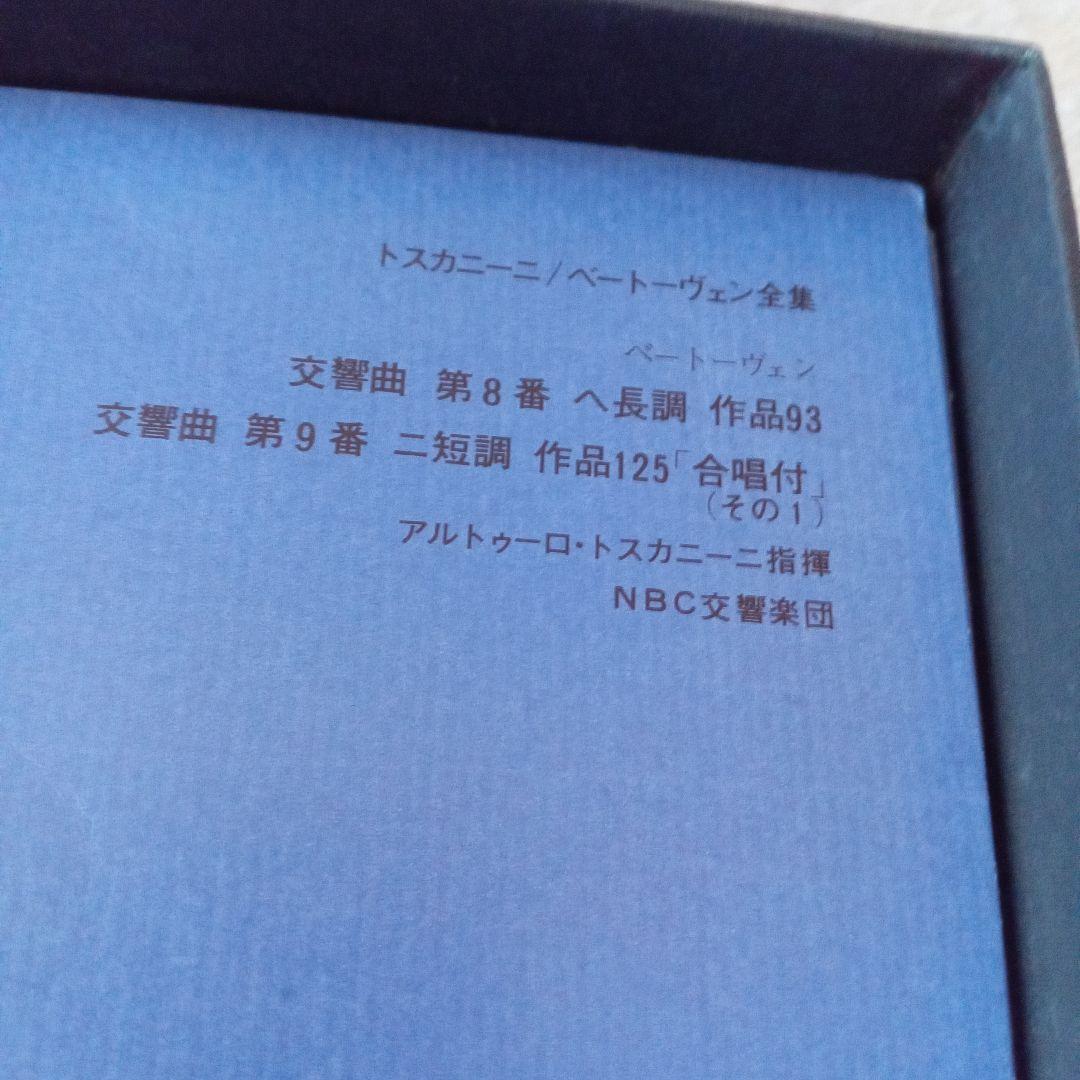 トスカニーニ/ベートーヴェン全集
ベートーヴェン
交響曲 第8番 ヘ長調 作品93
交響曲 第9番 ニ短調 作品125「合唱付」
(その1)
アルトゥーロ・トスカニーニ指揮
NBC交響楽団